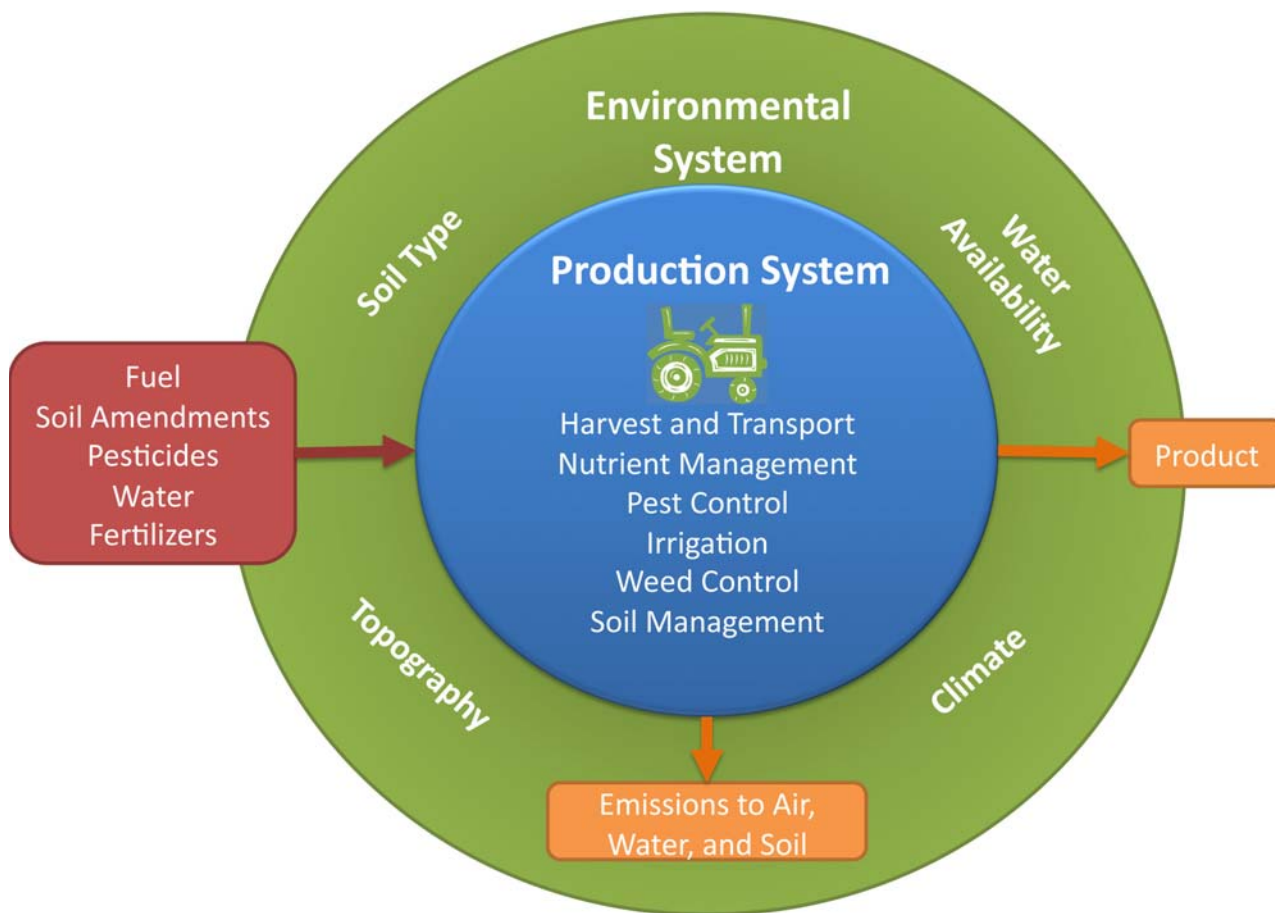 Environmental
System
Soil Type
Water
Availability
Production System
Fuel
Soil Amendments
Pesticides
Water
Fertilizers
Harvest and Transport
Nutrient Management
Pest Control
Irrigation
Weed Control
Soil Management
Product
Topography
Climate
Emissions to Air,
Water, and Soil